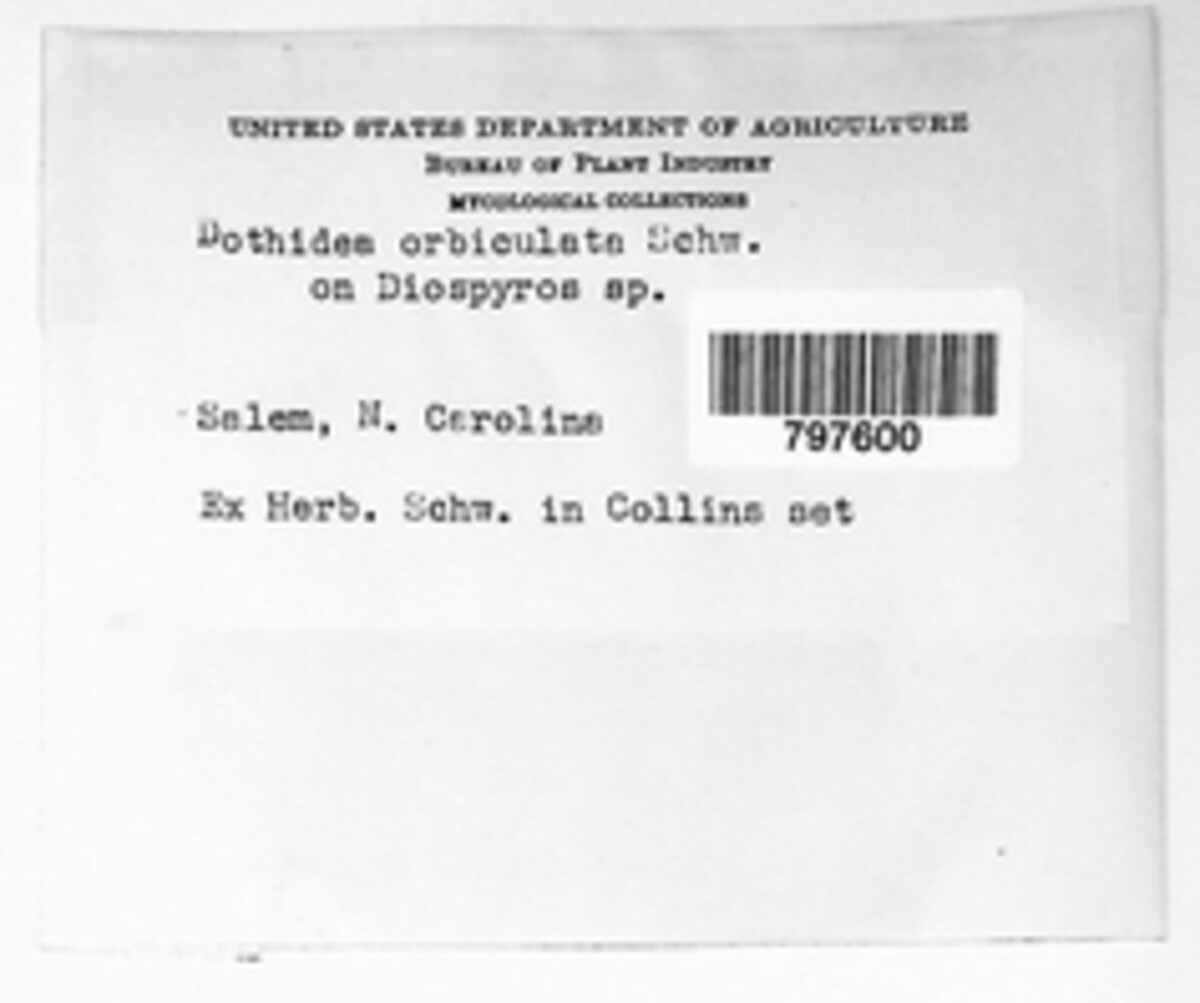 UNITED STATES DEPARTMENT OF AGRICULTURE
BUREAU OF PLANT INDUSTRY
MYCOLOGICAL COLLECTIONS
Dothidea orbiculata Schw.
on Diospyros sp.
797600
Salem, N. Carolina
Ex Herb. Schw. in Collins set